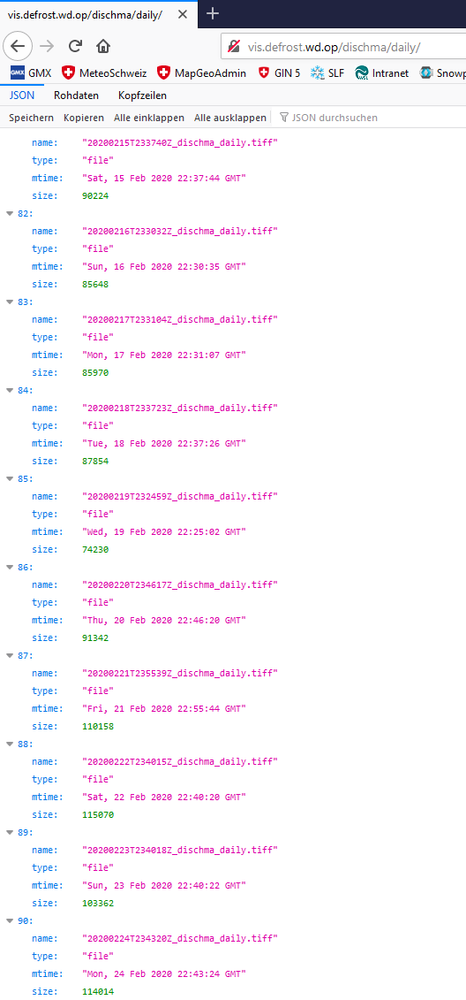 vis.defrost.wd.op/dischma/daily/
vis.defrost.wd.op/dischma/daily/
GMX MeteoSchweiz MapGeoAdmin GIN 5 SLF Intranet Snowp
JSON Rohdaten Kopfzeilen
Speichern Kopieren Alle einklappen Alle ausklappen JSON durchsuchen
name: "20200215T233740Z_dischma_daily.tiff"
type: "file"
mtime: "Sat, 15 Feb 2020 22:37:44 GMT"
size: 90224
82:
name: "20200216T233032Z_dischma_daily.tiff"
type: "file"
mtime: "Sun, 16 Feb 2020 22:30:35 GMT"
size: 85648
83:
name: "20200217T233104Z_dischma_daily.tiff"
type: "file"
mtime: "Mon, 17 Feb 2020 22:31:07 GMT"
size: 85970
84:
name: "20200218T233723Z_dischma_daily.tiff"
type: "file"
mtime: "Tue, 18 Feb 2020 22:37:26 GMT"
size: 87854
85:
name: "20200219T232459Z_dischma_daily.tiff"
type: "file"
mtime: "Wed, 19 Feb 2020 22:25:02 GMT"
size: 74230
86:
name: "20200220T234617Z_dischma_daily.tiff"
type: "file"
mtime: "Thu, 20 Feb 2020 22:46:20 GMT"
size: 91342
87:
name: "20200221T235539Z_dischma_daily.tiff"
type: "file"
mtime: "Fri, 21 Feb 2020 22:55:44 GMT"
size: 110158
88:
name: "20200222T234015Z_dischma_daily.tiff"
type: "file"
mtime: "Sat, 22 Feb 2020 22:40:20 GMT"
size: 115070
89:
name: "20200223T234018Z_dischma_daily.tiff"
type: "file"
mtime: "Sun, 23 Feb 2020 22:40:22 GMT"
size: 103362
90:
name: "20200224T234320Z_dischma_daily.tiff"
type: "file"
mtime: "Mon, 24 Feb 2020 22:43:24 GMT"
size: 114014